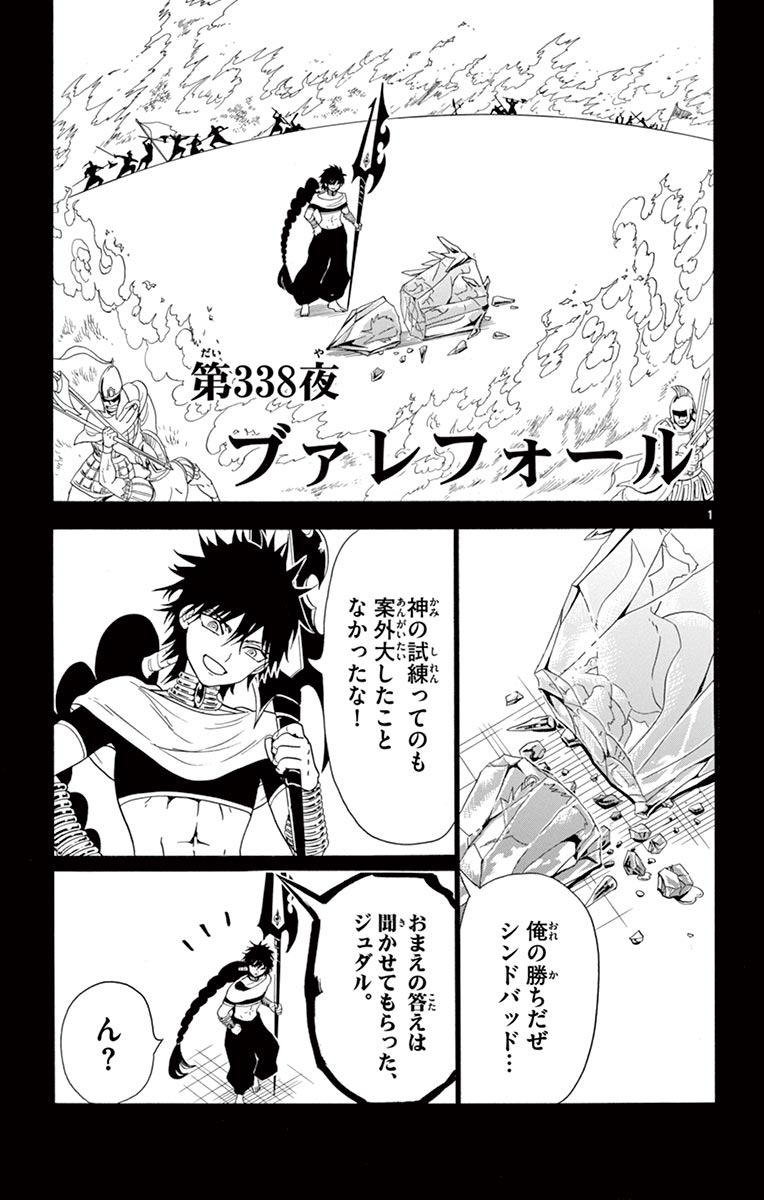 第338夜
ヴァレフォール
1
俺の勝ちだぜ
シンドバッド…
神の試練ってのも
案外大したこと
なかったな!
おまえの答えは
聞かせてもらった、
ジュダル。
ん?